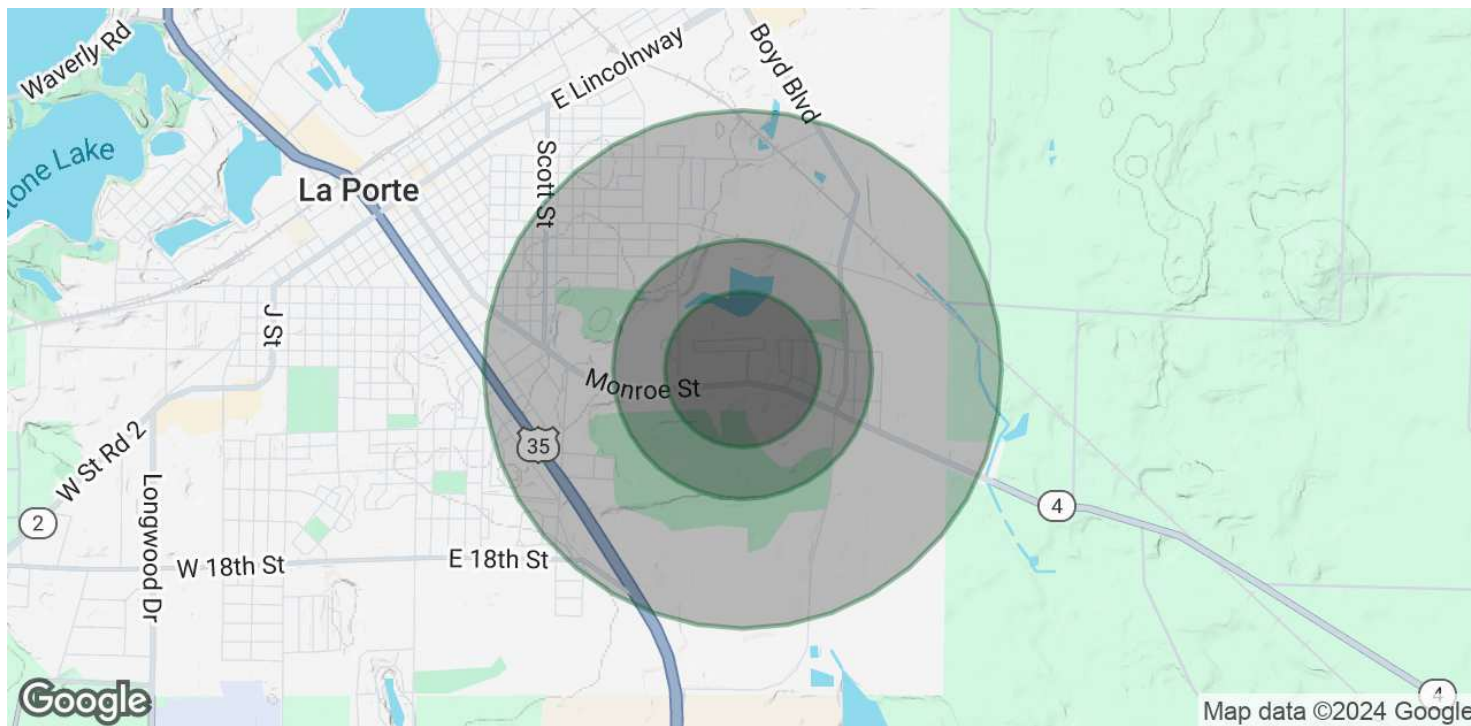 Waverly Rd
Boyd Blvd
E Lincolnway
Stone Lake
Scott St
La Porte
J St
Monroe St
35
W St Rd 2
Longwood Dr
2
4
W 18th St
E 18th St
4
Google
Map data ©2024 Google